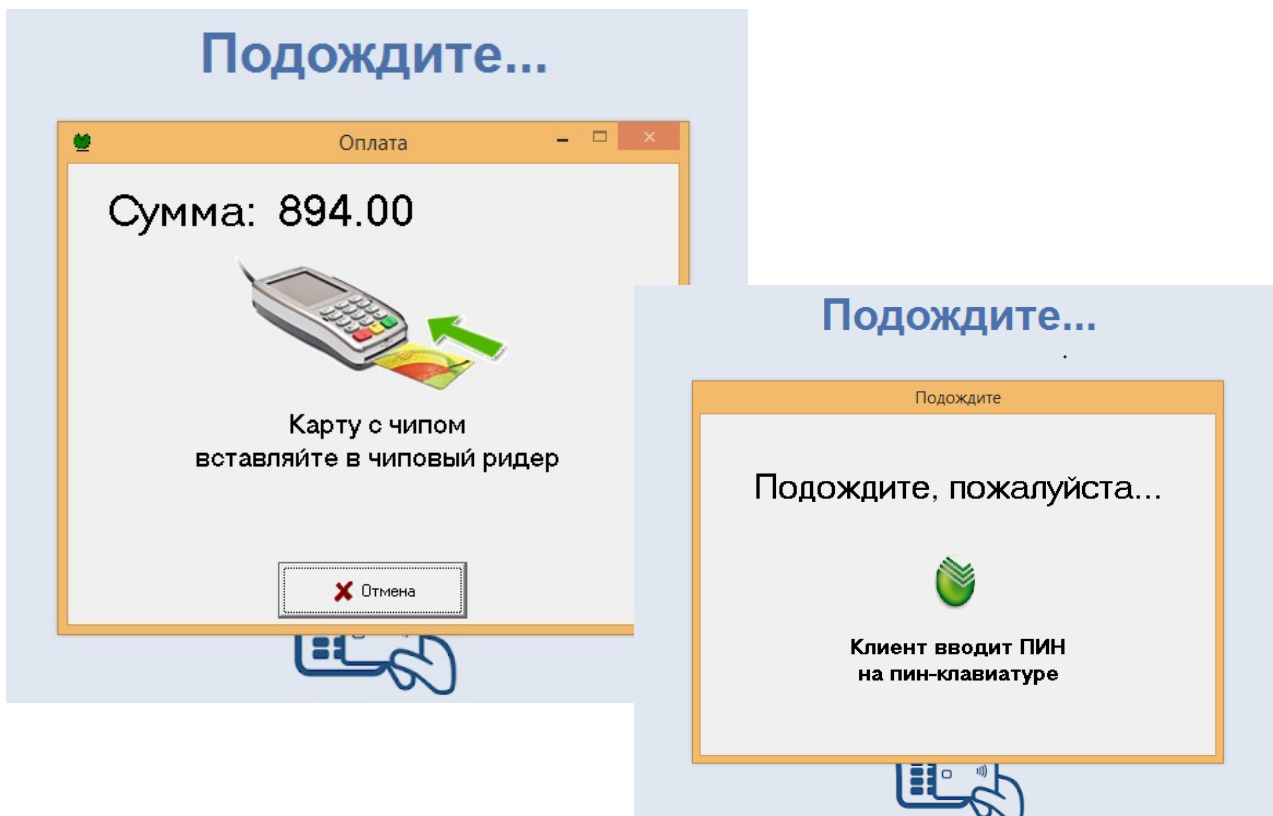 Подождите...
Оплата
Сумма: 894.00
Карту с чипом
вставляйте в чиповый ридер
Отмена
Подождите...
Подождите
Подождите, пожалуйста...
Клиент вводит ПИН
на пин-клавиатуре